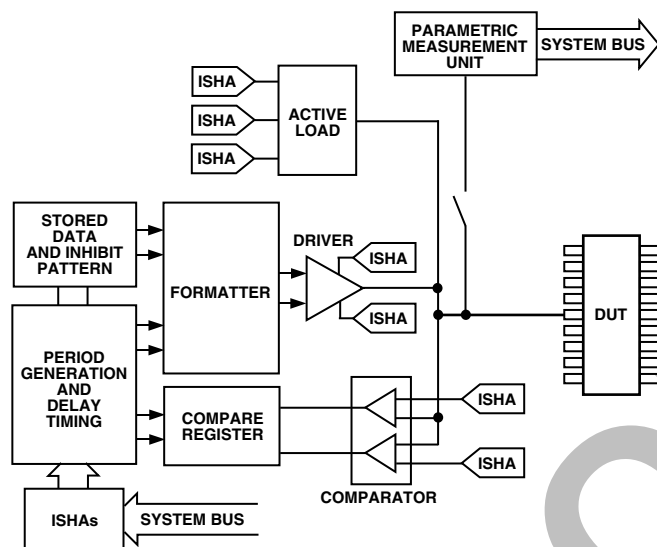 PARAMETRIC
MEASUREMENT
UNIT
SYSTEM BUS
ISHA
ISHA
ISHA
ACTIVE
LOAD
STORED
DATA
AND INHIBIT
PATTERN
FORMATTER
DRIVER
ISHA
ISHA
DUT
PERIOD
GENERATION
AND
DELAY
TIMING
COMPARE
REGISTER
ISHA
ISHA
COMPARATOR
ISHAs
SYSTEM BUS